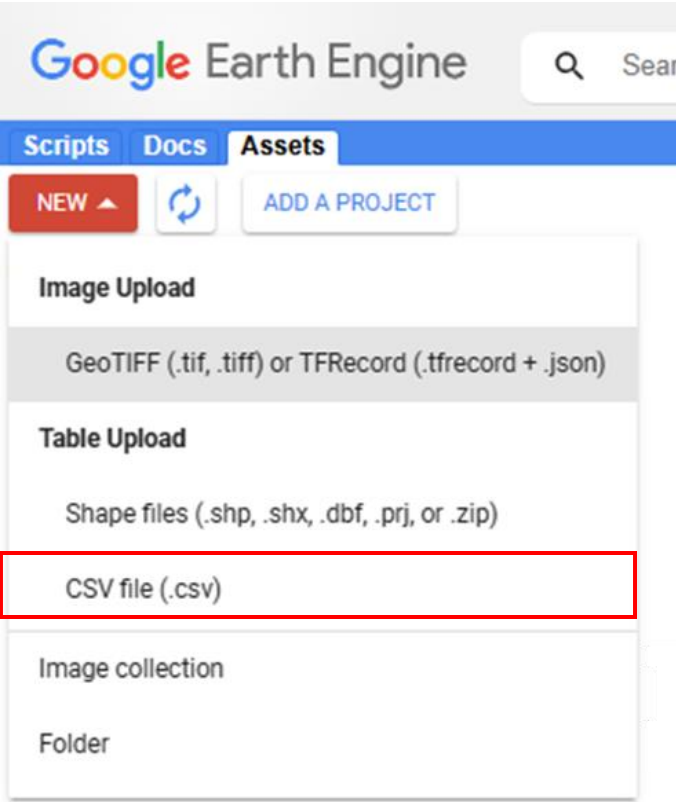 Google Earth Engine
Scripts Docs Assets
NEW ADD A PROJECT
Image Upload
GeoTIFF (.tif, .tiff) or TFRecord (.tfrecord + .json)
Table Upload
Shape files (.shp, .shx, .dbf, .prj, or .zip)
CSV file (.csv)
Image collection
Folder